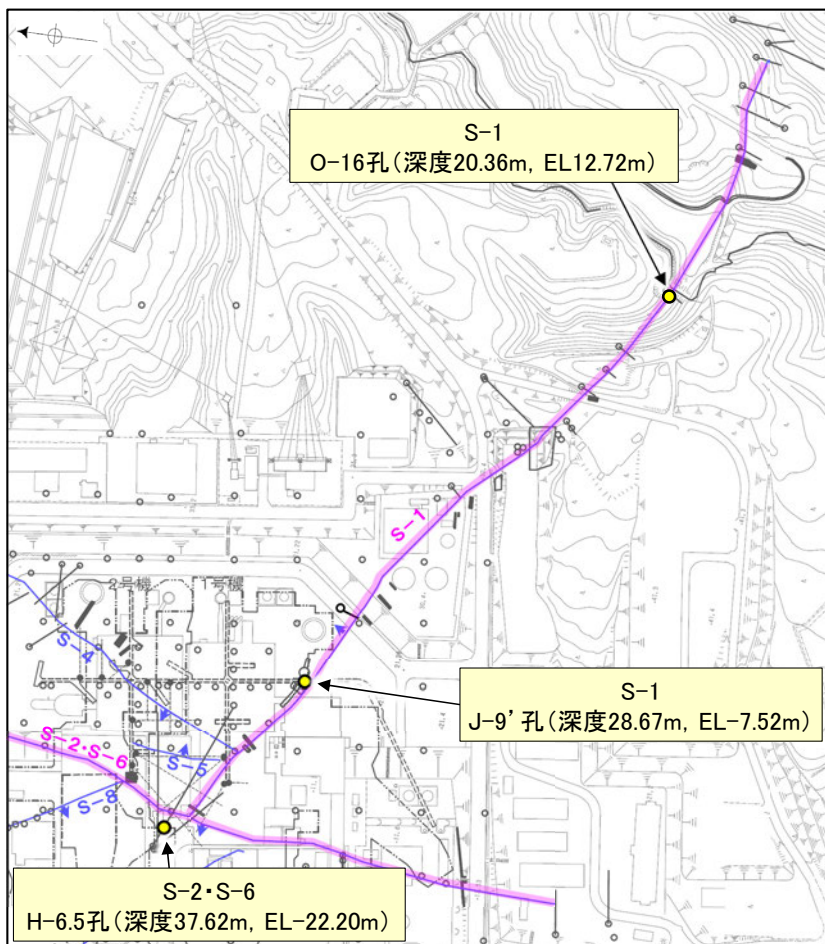 S-1
O-16孔(深度20.36m, EL12.72m)
S-1
2号機
1号機
S-4
S-1
J-9'孔(深度28.67m, EL-7.52m)
S-2・S-6
S-5
S-8
S-2・S-6
H-6.5孔(深度37.62m, EL-22.20m)